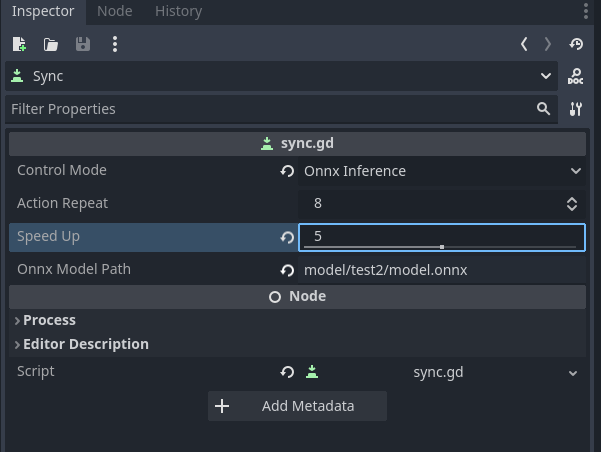 Inspector Node History
Sync
DOC
Filter Properties
sync.gd
Control Mode Onnx Inference
Action Repeat 8
Speed Up 5
Onnx Model Path model/test2/model.onnx
Node
Process
Editor Description
Script sync.gd
Add Metadata